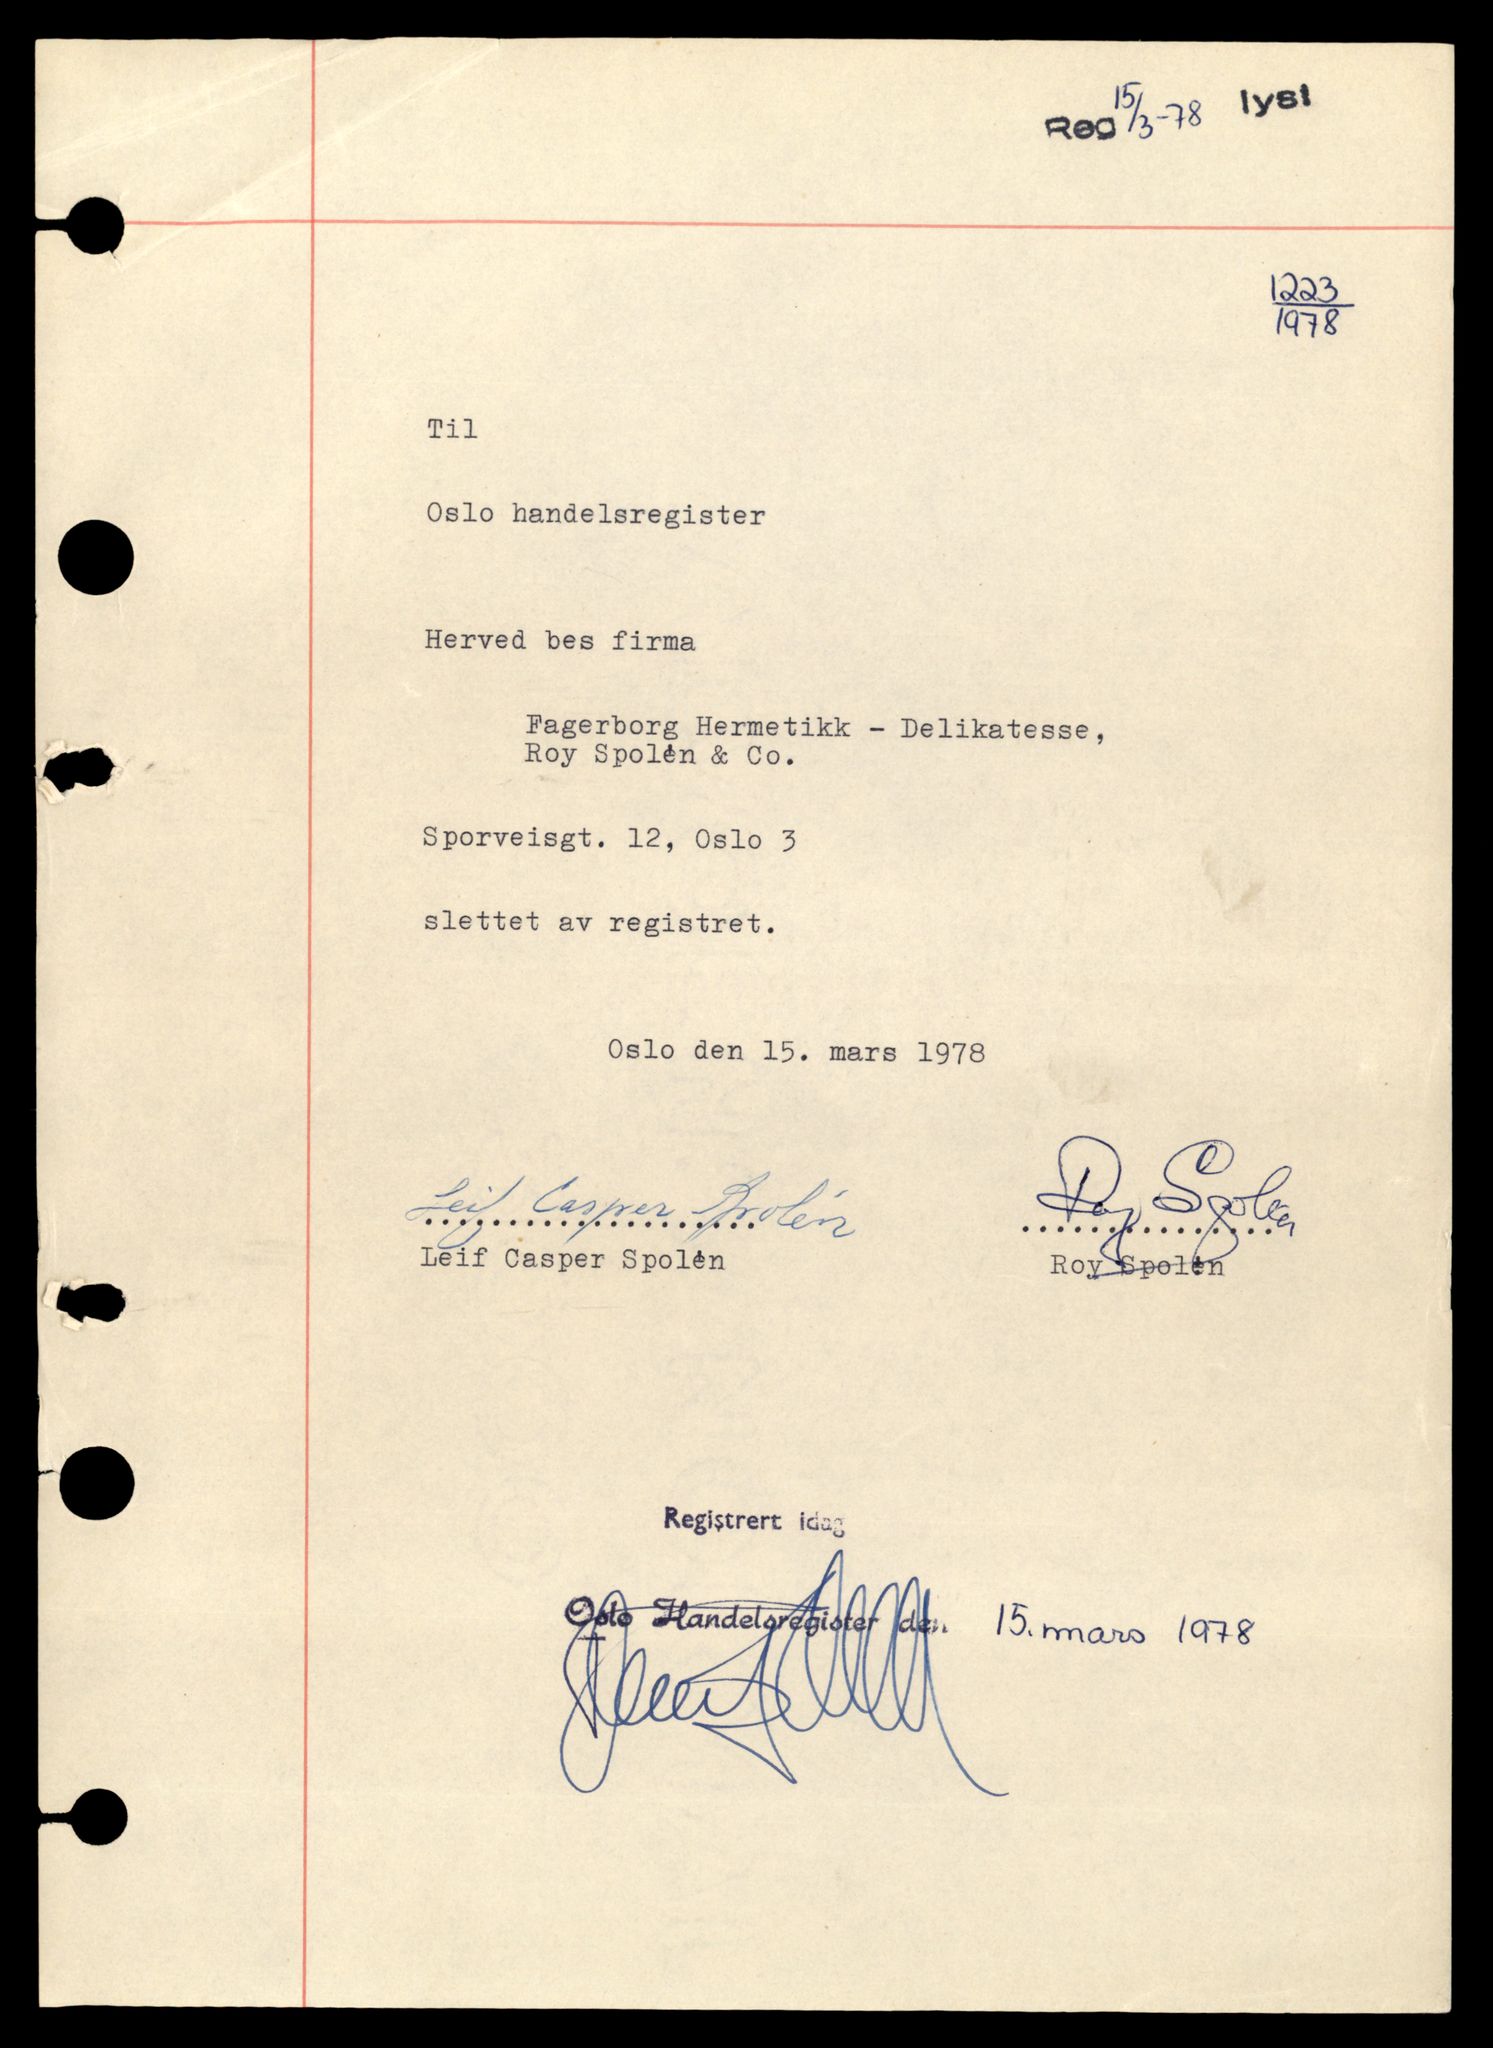 Reg 15/3-78 lyst
1223
1978
Til
Oslo handelsregister
Herved bes firma
Fagerborg Hermetikk - Delikatesse,
Roy Spolén & Co.
Sporveisgt. 12, Oslo 3
slettet av registret.
Oslo den 15. mars 1978
Leif Casper Spolén Roy Spolén
Leif Casper Spolén Roy Spolén
Registrert idag
Oslo Handelsregister den 15. mars 1978